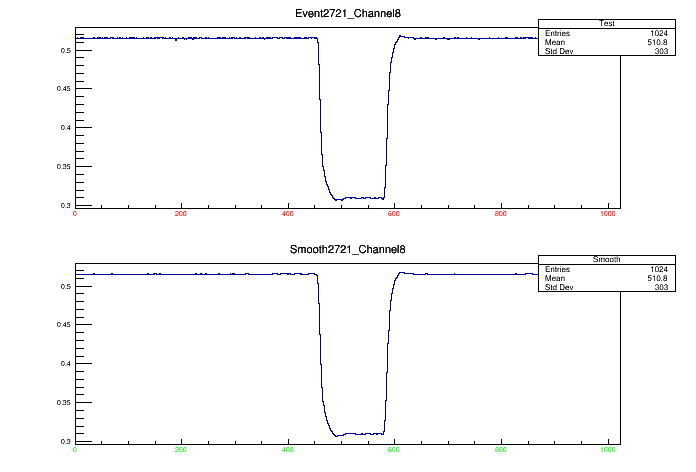 Event2721_Channel8
Test
Entries 1024
Mean 510.8
Std Dev 303
0.5
0.45
0.4
0.35
0.3
0 200 400 600 800 1000
Smooth2721_Channel8
Smooth
Entries 1024
Mean 510.8
Std Dev 303
0.5
0.45
0.4
0.35
0.3
0 200 400 600 800 1000